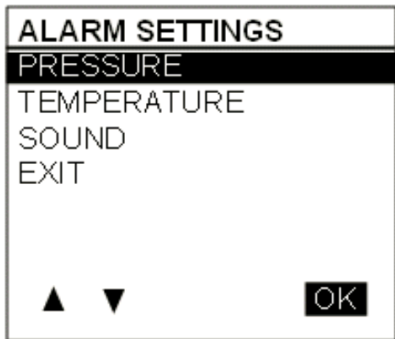 ALARM SETTINGS
PRESSURE
TEMPERATURE
SOUND
EXIT
▲ ▼ OK